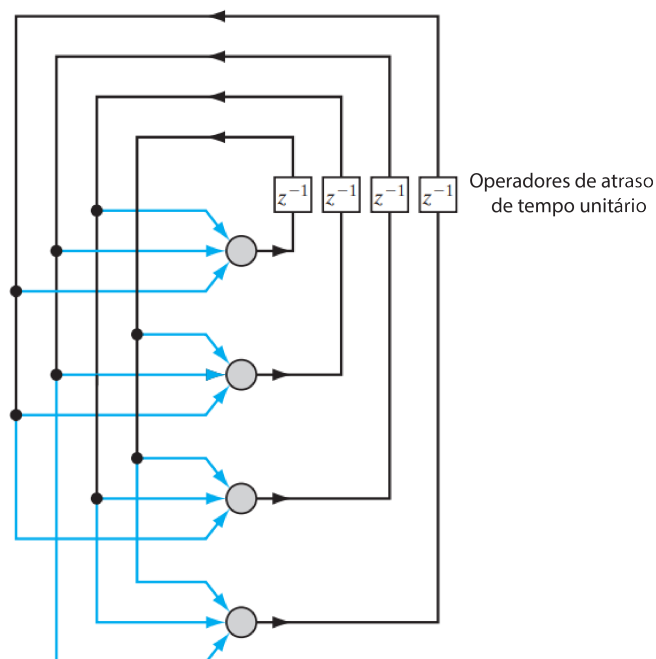 z⁻¹ z⁻¹ z⁻¹ z⁻¹
Operadores de atraso
de tempo unitário